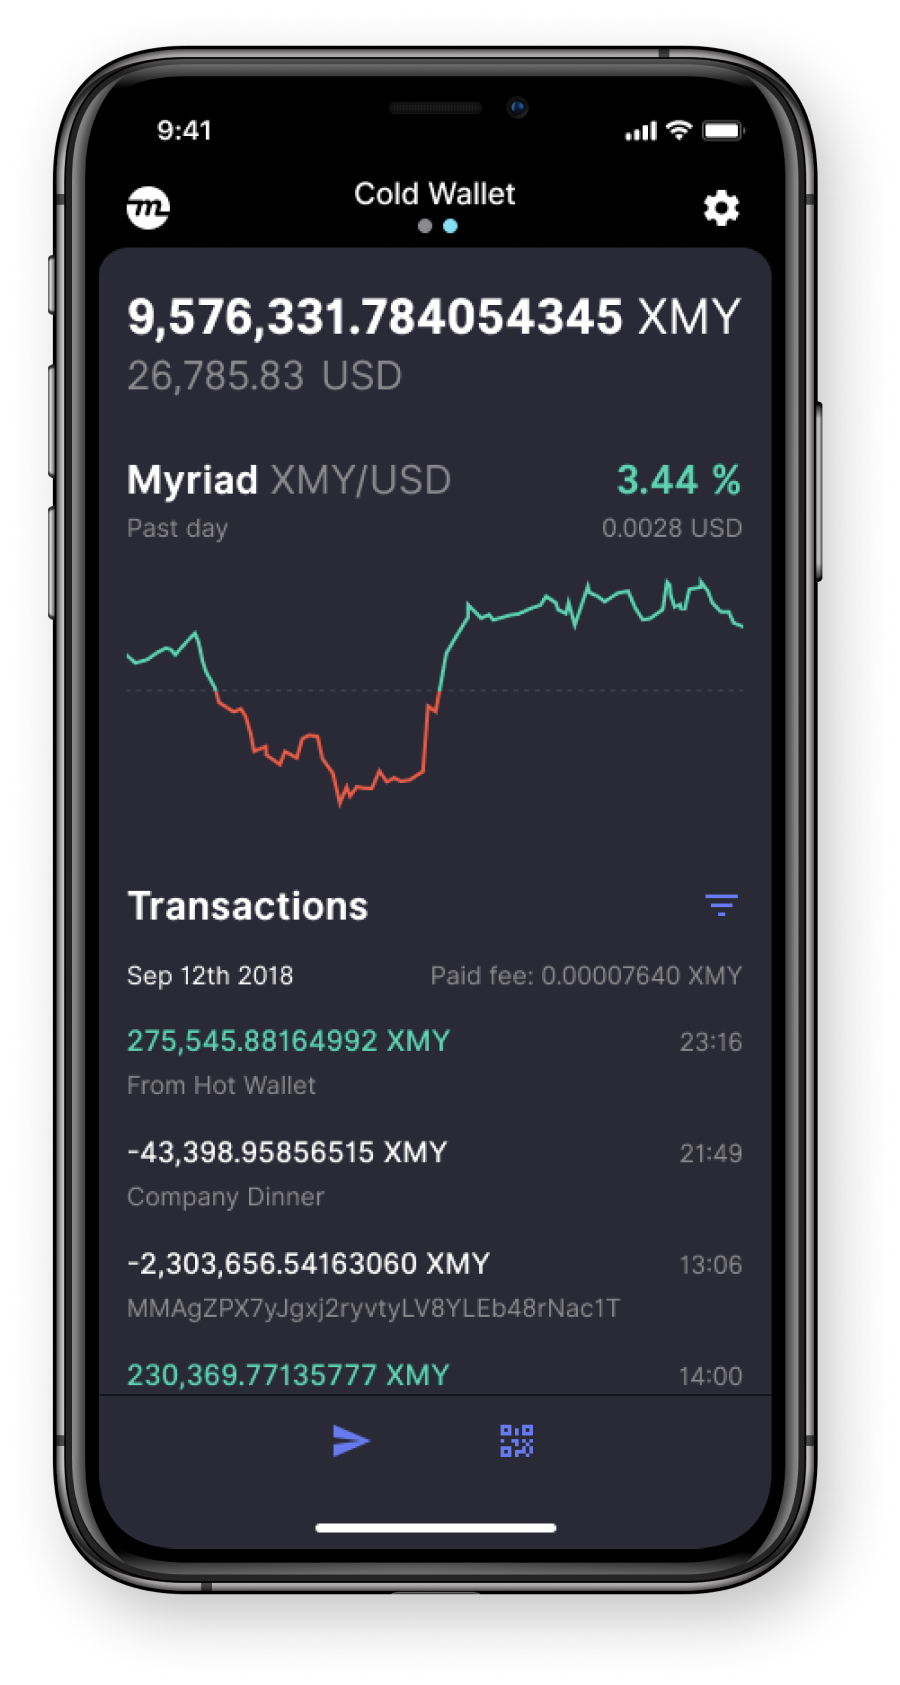 9:41
Cold Wallet
9,576,331.784054345 XMY
26,785.83 USD
Myriad XMY/USD 3.44 %
Past day 0.0028 USD
Transactions
Sep 12th 2018 Paid fee: 0.00007640 XMY
275,545.88164992 XMY 23:16
From Hot Wallet
-43,398.95856515 XMY 21:49
Company Dinner
-2,303,656.54163060 XMY 13:06
MMAgZPX7yJgxj2ryvtyLV8YLEb48rNac1T
230,369.77135777 XMY 14:00